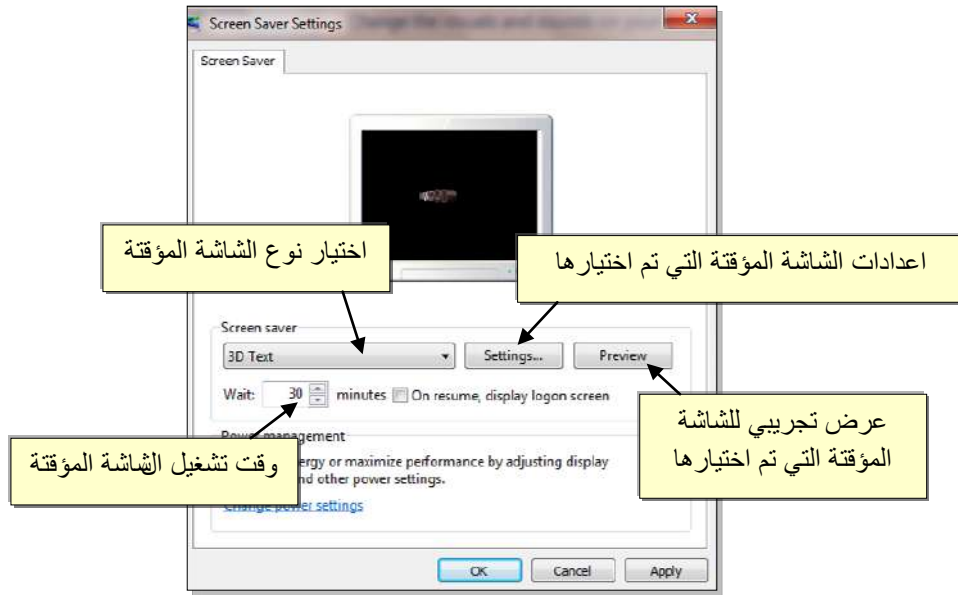 Screen Saver Settings
Screen Saver
اختيار نوع الشاشة المؤقتة
اعدادات الشاشة المؤقتة التي تم اختيارها
Screen saver
3D Text
Settings...
Preview
Wait: 30 minutes On resume, display logon screen
عرض تجريبي للشاشة
المؤقتة التي تم اختيارها
Power management
وقت تشغيل الشاشة المؤقتة
or maximize performance by adjusting display
other power settings.
Change power settings
OK Cancel Apply